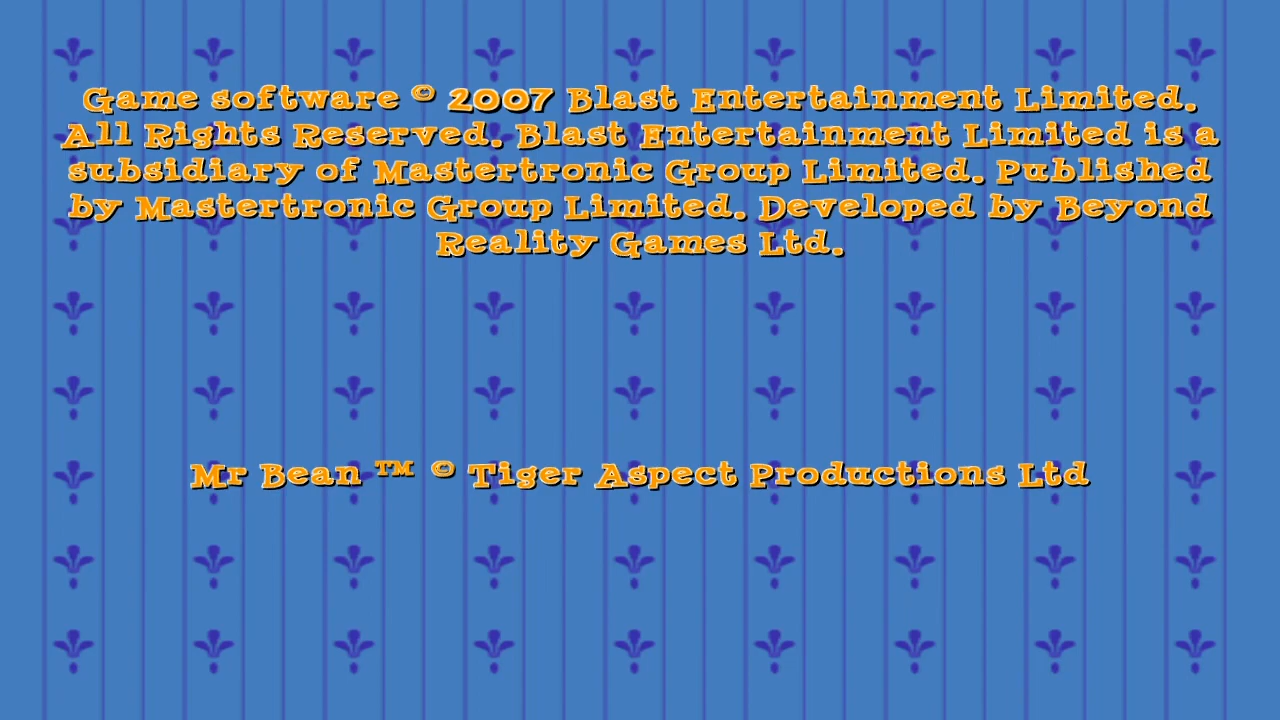 Game software © 2007 Blast Entertainment Limited.
All Rights Reserved. Blast Entertainment Limited is a
subsidiary of Mastertronic Group Limited. Published
by Mastertronic Group Limited. Developed by Beyond
Reality Games Ltd.
Mr Bean ™ © Tiger Aspect Productions Ltd